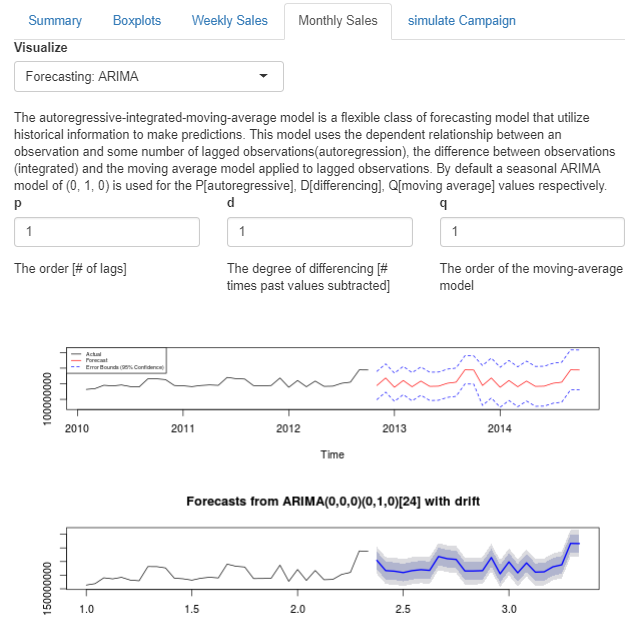 Summary Boxplots Weekly Sales Monthly Sales simulate Campaign
Visualize
Forecasting: ARIMA
The autoregressive-integrated-moving-average model is a flexible class of forecasting model that utilize
historical information to make predictions. This model uses the dependent relationship between an
observation and some number of lagged observations(autoregression), the difference between observations
(integrated) and the moving average model applied to lagged observations. By default a seasonal ARIMA
model of (0, 1, 0) is used for the P[autoregressive], D[differencing], Q[moving average] values respectively.
p d q
1 1 1
The order [# of lags] The degree of differencing [# The order of the moving-average
times past values subtracted] model
Actual
Forecast
Error Bounds (95% Confidence)
100000000
2010 2011 2012 2013 2014
Time
Forecasts from ARIMA(0,0,0)(0,1,0)[24] with drift
150000000
1.0 1.5 2.0 2.5 3.0